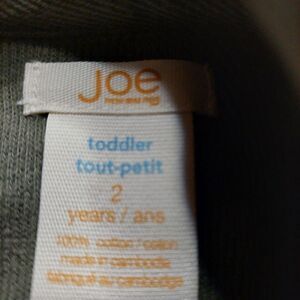 Joe
toddler
tout-petit
2
years / ans
100% cotton / coton
made in cambodia
fabriqué au cambodge